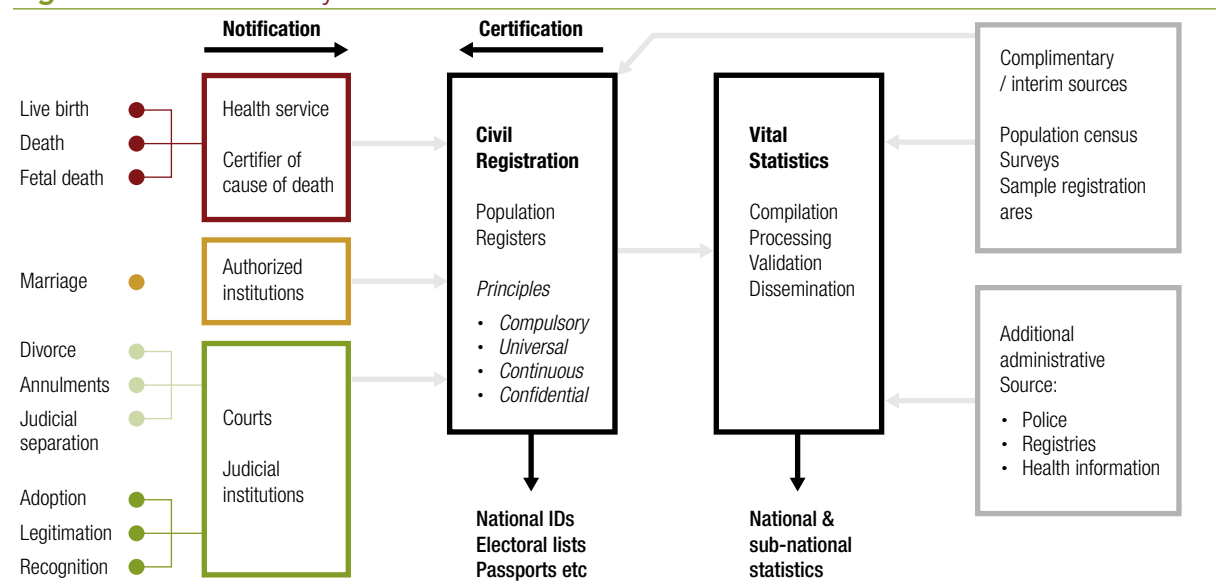 Notification
Certification
Live birth
Death
Fetal death
Health service
Certifier of
cause of death
Marriage
Authorized
institutions
Divorce
Annulments
Judicial
separation
Adoption
Legitimation
Recognition
Courts
Judicial
institutions
Civil
Registration
Population
Registers
Principles
• Compulsory
• Universal
• Continuous
• Confidential
National IDs
Electoral lists
Passports etc
Vital
Statistics
Compilation
Processing
Validation
Dissemination
National &
sub-national
statistics
Complimentary
/ interim sources
Population census
Surveys
Sample registration
ares
Additional
administrative
Source:
• Police
• Registries
• Health information